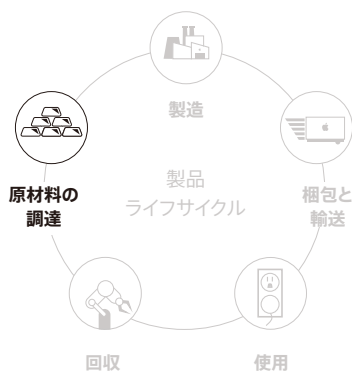 製造
原材料の
調達
製品
ライフサイクル
梱包と
輸送
回収
使用